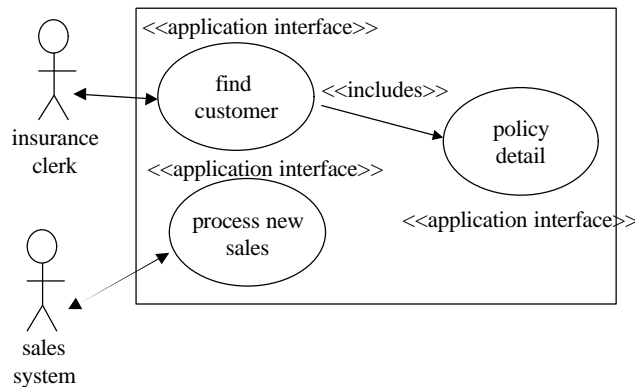 <<application interface>>
find
customer
<<includes>>
policy
detail
<<application interface>>
insurance
clerk
<<application interface>>
process new
sales
sales
system